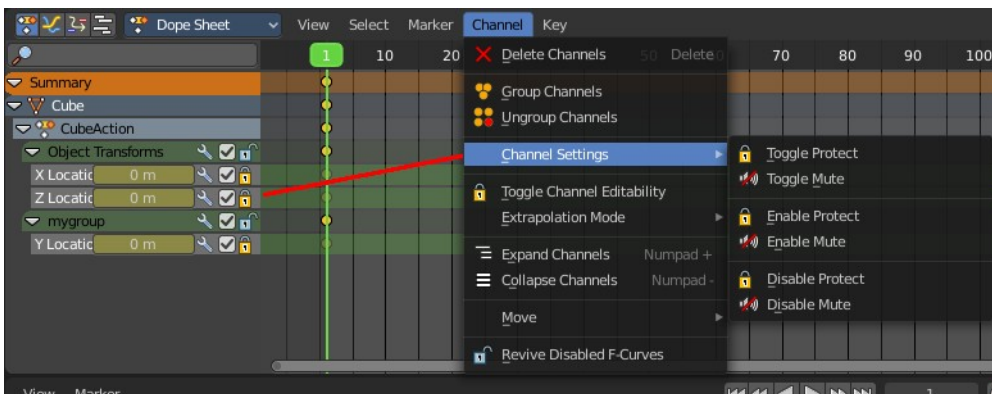 Dope Sheet View Select Marker Channel Key
1 10 20 50 70 80 90 100
Delete Channels Delete
Summary
Group Channels
Cube
Ungroup Channels
CubeAction
Object Transforms Channel Settings Toggle Protect
X Locatic 0 m Toggle Mute
Z Locatic 0 m Toggle Channel Editability
mygroup Extrapolation Mode Enable Protect
Y Locatic 0 m Enable Mute
Expand Channels Numpad +
Collapse Channels Numpad - Disable Protect
Disable Mute
Move
Revive Disabled F-Curves
View Marker 1